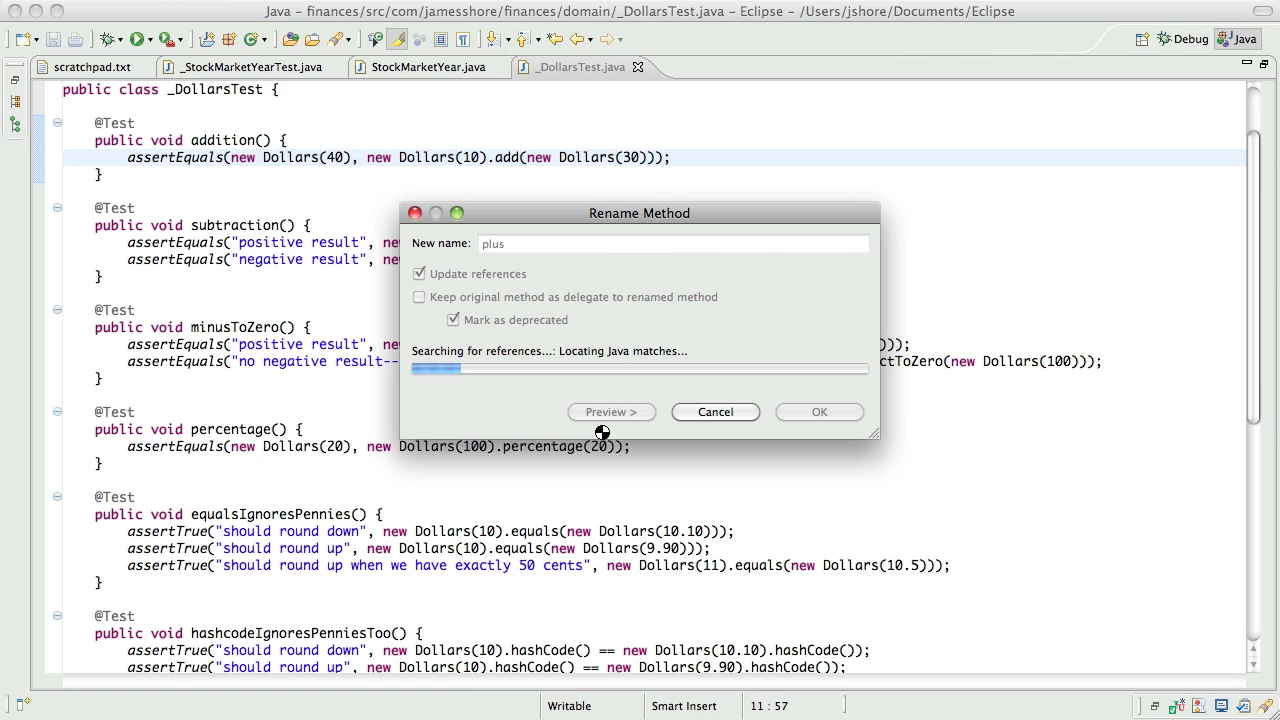 Java – finances/src/com/jamesshore/finances/domain/_DollarsTest.java – Eclipse – /Users/jshore/Documents/Eclipse
Debug Java
scratchpad.txt _StockMarketYearTest.java StockMarketYear.java _DollarsTest.java
public class _DollarsTest {
@Test
public void addition() {
assertEquals(new Dollars(40), new Dollars(10).add(new Dollars(30)));
}
@Test
public void subtraction() {
assertEquals("positive result", ne
assertEquals("negative result", ne
}
@Test
public void minusToZero() {
assertEquals("positive result", ne )));
assertEquals("no negative result-- ctToZero(new Dollars(100)));
}
@Test
public void percentage() {
assertEquals(new Dollars(20), new Dollars(100).percentage(20));
}
@Test
public void equalsIgnoresPennies() {
assertTrue("should round down", new Dollars(10).equals(new Dollars(10.10)));
assertTrue("should round up", new Dollars(10).equals(new Dollars(9.90)));
assertTrue("should round up when we have exactly 50 cents", new Dollars(11).equals(new Dollars(10.5)));
}
@Test
public void hashcodeIgnoresPenniesToo() {
assertTrue("should round down", new Dollars(10).hashCode() == new Dollars(10.10).hashCode());
assertTrue("should round up", new Dollars(10).hashCode() == new Dollars(9.90).hashCode());
Rename Method
New name: plus
Update references
Keep original method as delegate to renamed method
Mark as deprecated
Searching for references...: Locating Java matches...
Preview > Cancel OK
Writable Smart Insert 11 : 57